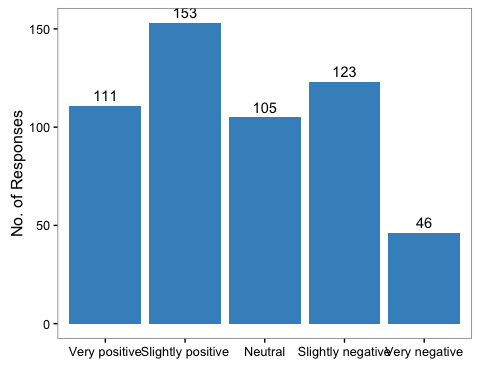 153
150
123
111
105
100
No. of Responses
50
46
0
Very positive
Slightly positive
Neutral
Slightly negative
Very negative